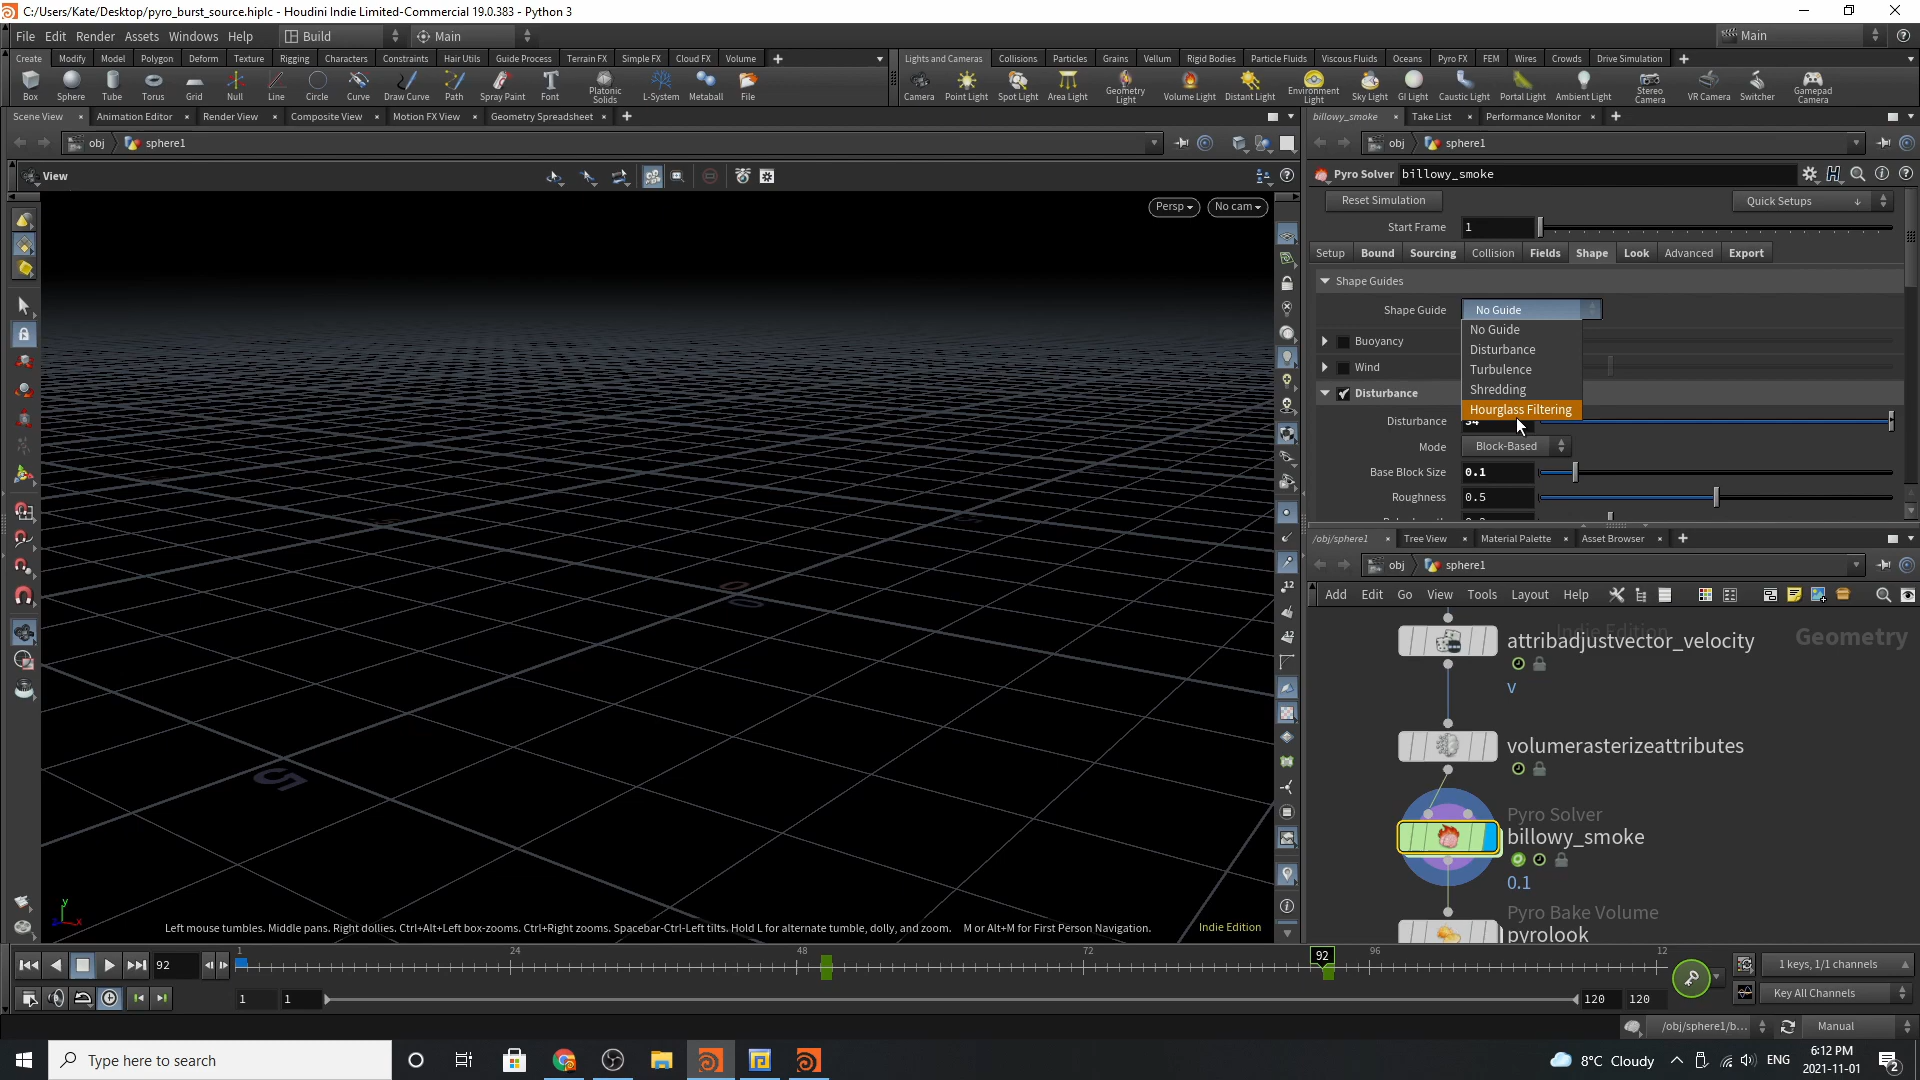 C:/Users/Kate/Desktop/pyro_burst_source.hiplc - Houdini Indie Limited-Commercial 19.0.383 - Python 3
File Edit Render Assets Windows Help Build Main Main
Create Modify Model Polygon Deform Texture Rigging Characters Constraints Hair Utils Guide Process Terrain FX Simple FX Cloud FX Volume
Lights and Cameras Collisions Particles Grains Vellum Rigid Bodies Particle Fluids Viscous Fluids Oceans Pyro FX FEM Wires Crowds Drive Simulation
Box Sphere Tube Torus Grid Null Line Circle Curve Draw Curve Path Spray Paint Font Platonic Solids L-System Metaball File
Camera Point Light Spot Light Area Light Geometry Light Volume Light Distant Light Environment Light Sky Light GI Light Caustic Light Portal Light Ambient Light Stereo Camera VR Camera Switcher Gamepad Camera
Scene View Animation Editor Render View Composite View Motion FX View Geometry Spreadsheet
billowy_smoke Take List Performance Monitor
obj sphere1
obj sphere1
View
Persp No cam
Pyro Solver billowy_smoke
Reset Simulation Quick Setups
Start Frame 1
Setup Bound Sourcing Collision Fields Shape Look Advanced Export
Shape Guides
Shape Guide No Guide
No Guide
Disturbance
Turbulence
Shredding
Hourglass Filtering
Buoyancy
Wind
Disturbance
Disturbance
Mode Block-Based
Base Block Size 0.1
Roughness 0.5
/obj/sphere1 Tree View Material Palette Asset Browser
obj sphere1
Add Edit Go View Tools Layout Help
Indie Edition
Geometry
attribadjustvector_velocity
v
volumerasterizeattributes
Pyro Solver
billowy_smoke
0.1
Pyro Bake Volume
pyrolook
5
Left mouse tumbles. Middle pans. Right dollies. Ctrl+Alt+Left box-zooms. Ctrl+Right zooms. Spacebar-Ctrl-Left tilts. Hold L for alternate tumble, dolly, and zoom. M or Alt+M for First Person Navigation.
Indie Edition
92
1 24 48 72 92 96 12
1 1 120 120
1 keys, 1/1 channels
Key All Channels
/obj/sphere1/b... Manual
Type here to search
8°C Cloudy ENG
6:12 PM
2021-11-01
2